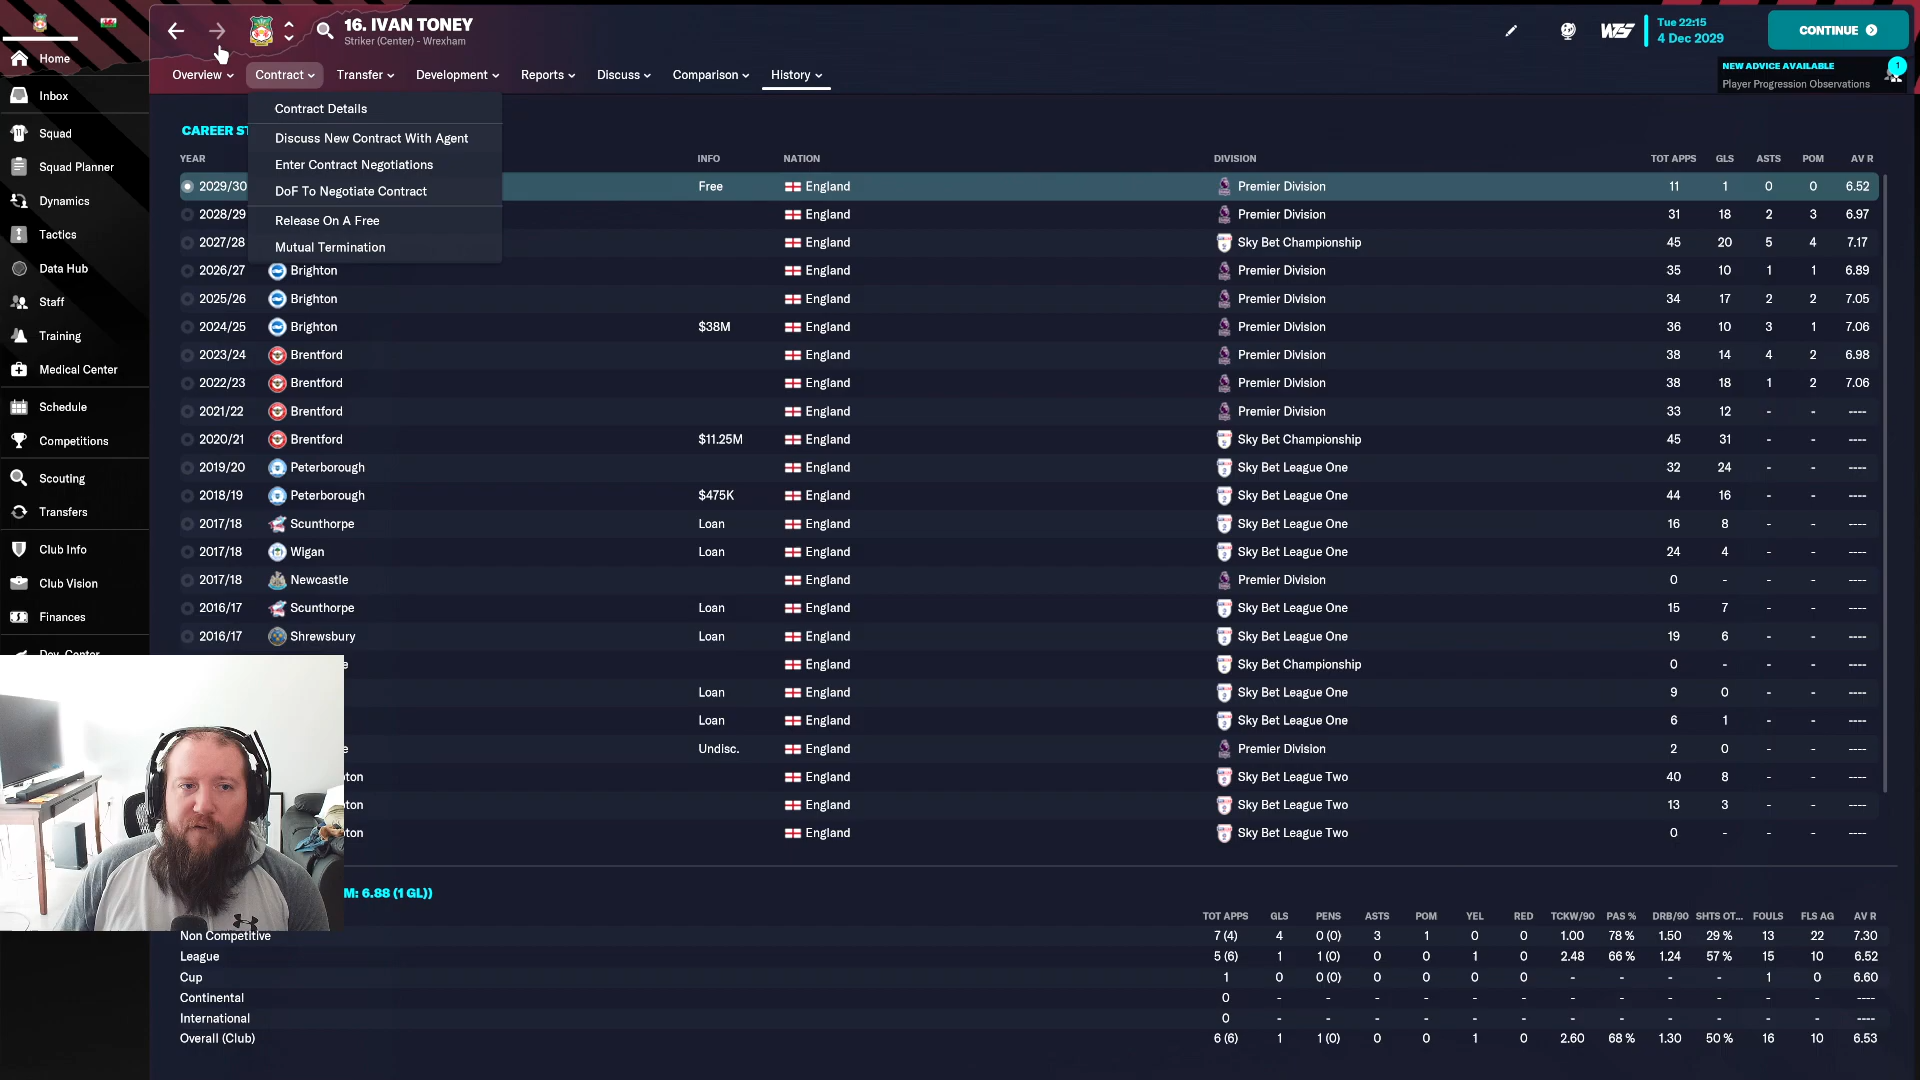 16. IVAN TONEY
Striker (Center) - Wrexham
Tue 22:15
4 Dec 2029
CONTINUE
NEW ADVICE AVAILABLE
Player Progression Observations
1
Overview
Contract
Transfer
Development
Reports
Discuss
Comparison
History
Home
Inbox
Squad
Squad Planner
Dynamics
Tactics
Data Hub
Staff
Training
Medical Center
Schedule
Competitions
Scouting
Transfers
Club Info
Club Vision
Finances
Contract Details
Discuss New Contract With Agent
Enter Contract Negotiations
DoF To Negotiate Contract
Release On A Free
Mutual Termination
CAREER ST
YEAR INFO NATION DIVISION TOT APPS GLS ASTS POM AV R
2029/30 Free England Premier Division 11 1 0 0 6.52
2028/29 England Premier Division 31 18 2 3 6.97
2027/28 England Sky Bet Championship 45 20 5 4 7.17
2026/27 Brighton England Premier Division 35 10 1 1 6.89
2025/26 Brighton England Premier Division 34 17 2 2 7.05
2024/25 Brighton $38M England Premier Division 36 10 3 1 7.06
2023/24 Brentford England Premier Division 38 14 4 2 6.98
2022/23 Brentford England Premier Division 38 18 1 2 7.06
2021/22 Brentford England Premier Division 33 12 - - ----
2020/21 Brentford $11.25M England Sky Bet Championship 45 31 - - ----
2019/20 Peterborough England Sky Bet League One 32 24 - - ----
2018/19 Peterborough $475K England Sky Bet League One 44 16 - - ----
2017/18 Scunthorpe Loan England Sky Bet League One 16 8 - - ----
2017/18 Wigan Loan England Sky Bet League One 24 4 - - ----
2017/18 Newcastle England Premier Division 0 - - - ----
2016/17 Scunthorpe Loan England Sky Bet League One 15 7 - - ----
2016/17 Shrewsbury Loan England Sky Bet League One 19 6 - - ----
e England Sky Bet Championship 0 - - - ----
Loan England Sky Bet League One 9 0 - - ----
Loan England Sky Bet League One 6 1 - - ----
e Undisc. England Premier Division 2 0 - - ----
ton England Sky Bet League Two 40 8 - - ----
ton England Sky Bet League Two 13 3 - - ----
ton England Sky Bet League Two 0 - - - ----
M: 6.88 (1 GL))
TOT APPS GLS PENS ASTS POM YEL RED TCKW/90 PAS % DRB/90 SHTS OT... FOULS FLS AG AV R
Non Competitive 7 (4) 4 0 (0) 3 1 0 0 1.00 78 % 1.50 29 % 13 22 7.30
League 5 (6) 1 1 (0) 0 0 1 0 2.48 66 % 1.24 57 % 15 10 6.52
Cup 1 0 0 (0) 0 0 0 0 - - - - 1 0 6.60
Continental 0 - - - - - - - - - - - - ----
International 0 - - - - - - - - - - - - ----
Overall (Club) 6 (6) 1 1 (0) 0 0 1 0 2.60 68 % 1.30 50 % 16 10 6.53